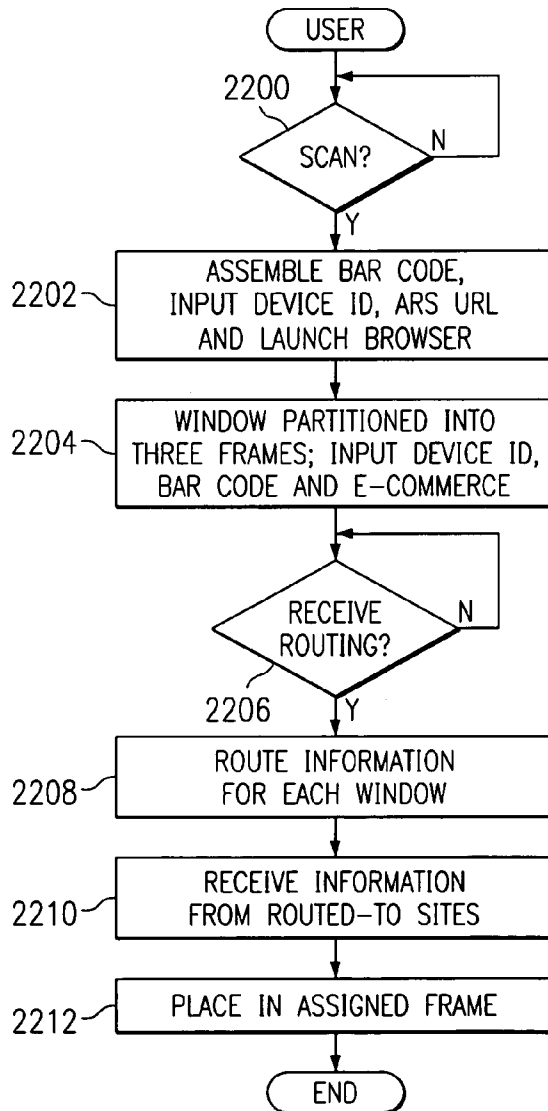 USER
2200
SCAN?
N
Y
2202
ASSEMBLE BAR CODE,
INPUT DEVICE ID, ARS URL
AND LAUNCH BROWSER
2204
WINDOW PARTITIONED INTO
THREE FRAMES; INPUT DEVICE ID,
BAR CODE AND E-COMMERCE
RECEIVE
ROUTING?
N
2206
Y
2208
ROUTE INFORMATION
FOR EACH WINDOW
2210
RECEIVE INFORMATION
FROM ROUTED-TO SITES
2212
PLACE IN ASSIGNED FRAME
END